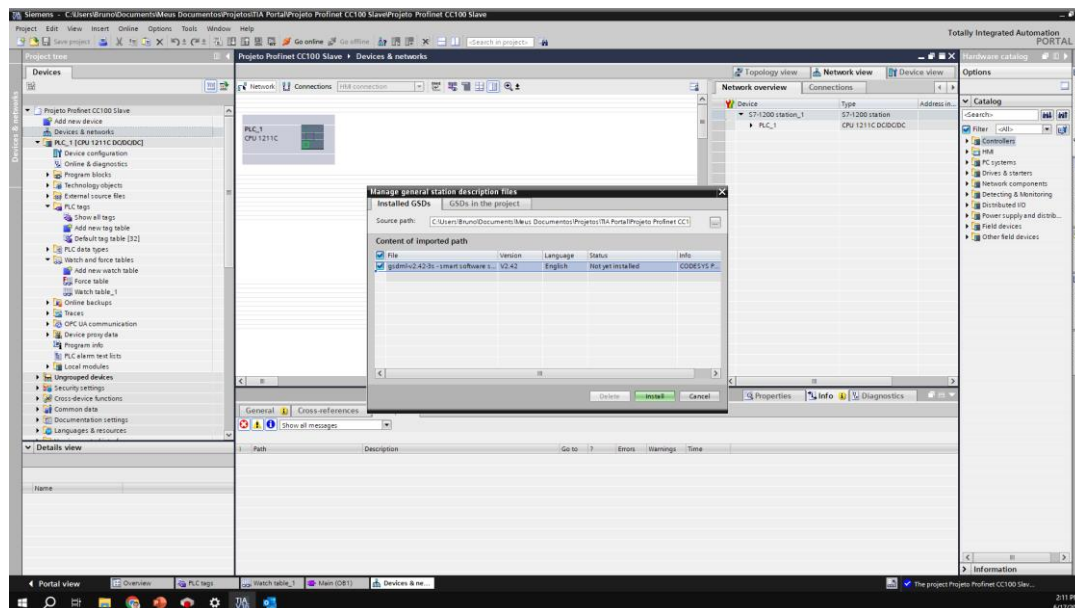 Siemens - C:\Users\Bruno\Documents\Meus Documentos\Projetos\TIA Portal\Projeto Profinet CC100 Slave\Projeto Profinet CC100 Slave
Project Edit View Insert Online Options Tools Window Help
Totally Integrated Automation
PORTAL
Save project
Go online
Go offline
<Search in project>
Project tree
Projeto Profinet CC100 Slave
Devices & networks
Hardware catalog
Devices
Topology view
Network view
Device view
Options
Network
Connections
HMI connection
Network overview
Connections
Device
Type
Address in...
S7-1200 station_1
S7-1200 station
PLC_1
CPU 1211C DC/DC/DC
PLC_1
CPU 1211C
Catalog
<Search>
Filter
<All>
Controllers
HMI
PC systems
Drives & starters
Network components
Detecting & Monitoring
Distributed I/O
Power supply and distrib...
Field devices
Other field devices
Devices & networks
Projeto Profinet CC100 Slave
Add new device
Devices & networks
PLC_1 [CPU 1211C DC/DC/DC]
Device configuration
Online & diagnostics
Program blocks
Technology objects
External source files
PLC tags
Show all tags
Add new tag table
Default tag table [32]
PLC data types
Watch and force tables
Add new watch table
Force table
Watch table_1
Online backups
Traces
OPC UA communication
Device proxy data
Program info
PLC alarm text lists
Local modules
Ungrouped devices
Security settings
Cross-device functions
Common data
Documentation settings
Languages & resources
Manage general station description files
Installed GSDs
GSDs in the project
Source path:
C:\Users\Bruno\Documents\Meus Documentos\Projetos\TIA Portal\Projeto Profinet CC1
Content of imported path
File
Version
Language
Status
Info
gsdml-v2.42-3s - smart software s...
V2.42
English
Not yet installed
CODESYS P...
Delete
Install
Cancel
Properties
Info
Diagnostics
General
Cross-references
Show all messages
!
Path
Description
Go to
?
Errors
Warnings
Time
Details view
Name
Information
Portal view
Overview
PLC tags
Watch table_1
Main (OB1)
Devices & ne...
The project Projeto Profinet CC100 Slav...
2:11 PM